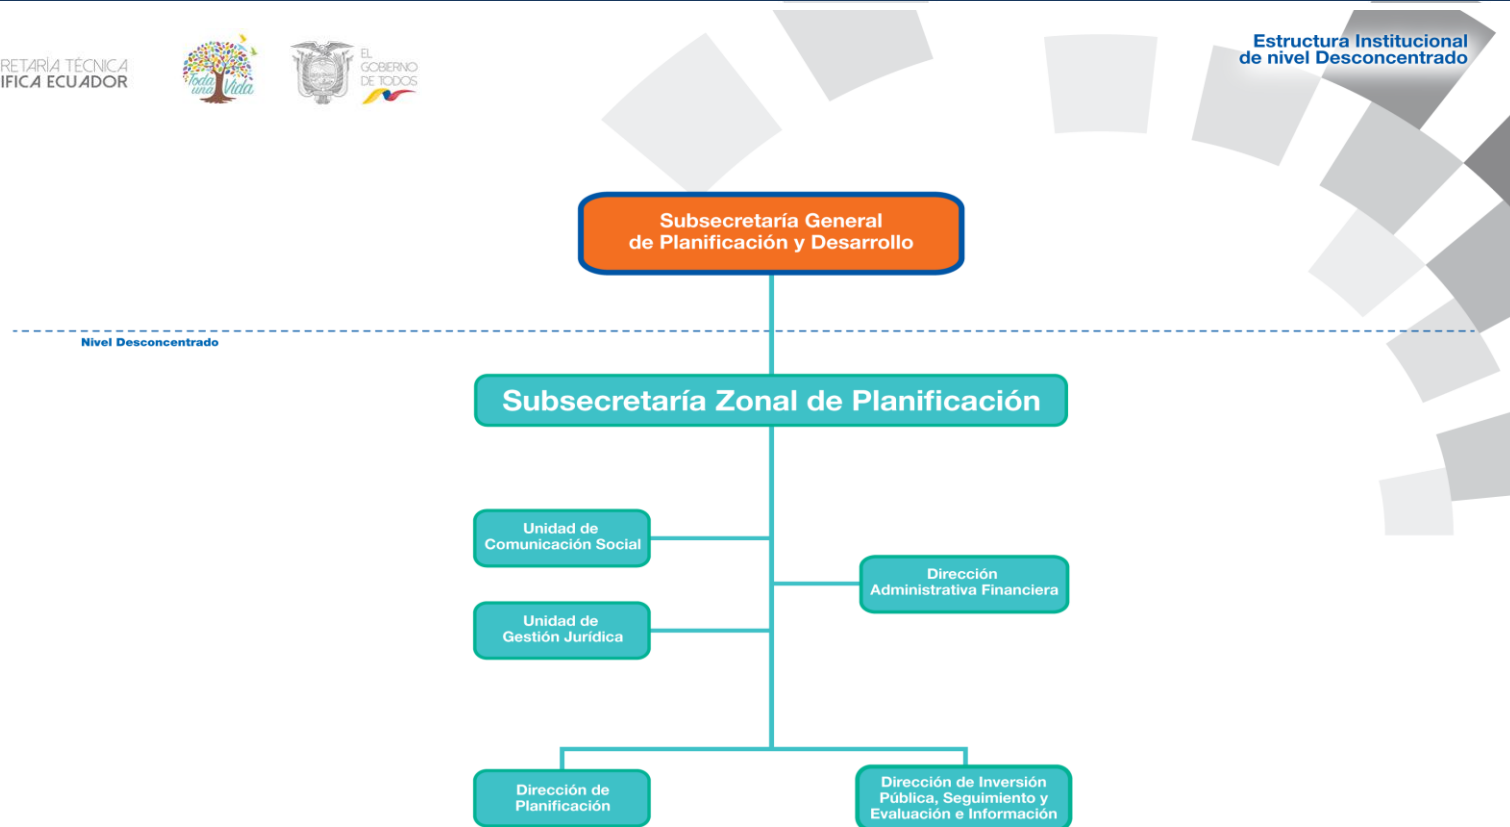 RETARÍA TÉCNICA
IFICA ECUADOR
Toda
una Vida
EL
GOBIERNO
DE TODOS
Estructura Institucional
de nivel Desconcentrado
Subsecretaría General
de Planificación y Desarrollo
Nivel Desconcentrado
Subsecretaría Zonal de Planificación
Unidad de
Comunicación Social
Dirección
Administrativa Financiera
Unidad de
Gestión Jurídica
Dirección de
Planificación
Dirección de Inversión
Pública, Seguimiento y
Evaluación e Información